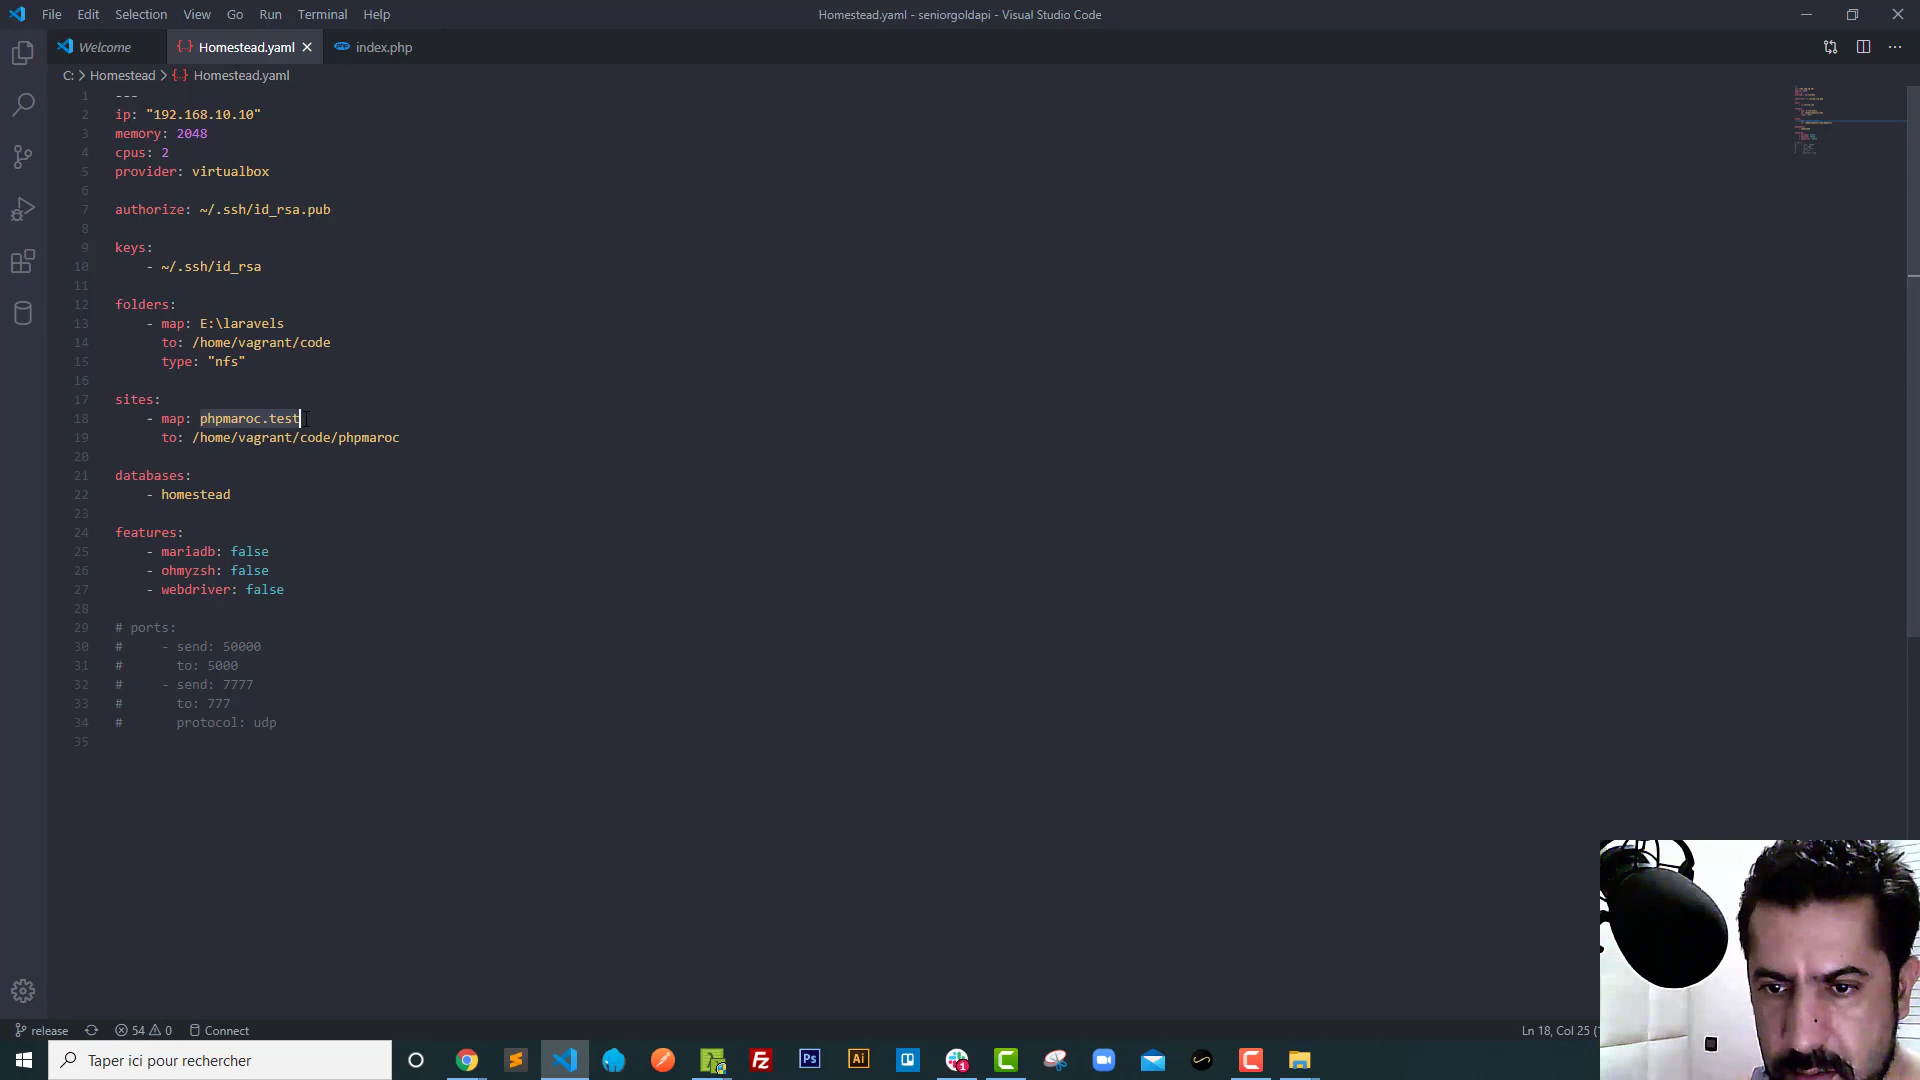 File Edit Selection View Go Run Terminal Help
Homestead.yaml - seniorgoldapi - Visual Studio Code
Welcome
Homestead.yaml
index.php
C: > Homestead > Homestead.yaml
1 ---
2 ip: "192.168.10.10"
3 memory: 2048
4 cpus: 2
5 provider: virtualbox
6
7 authorize: ~/.ssh/id_rsa.pub
8
9 keys:
10 - ~/.ssh/id_rsa
11
12 folders:
13 - map: E:\laravels
14 to: /home/vagrant/code
15 type: "nfs"
16
17 sites:
18 - map: phpmaroc.test
19 to: /home/vagrant/code/phpmaroc
20
21 databases:
22 - homestead
23
24 features:
25 - mariadb: false
26 - ohmyzsh: false
27 - webdriver: false
28
29 # ports:
30 # - send: 50000
31 # to: 5000
32 # - send: 7777
33 # to: 777
34 # protocol: udp
35
release 54 0 Connect
Ln 18, Col 25 (
Taper ici pour rechercher
Fz
Ps
Ai
1